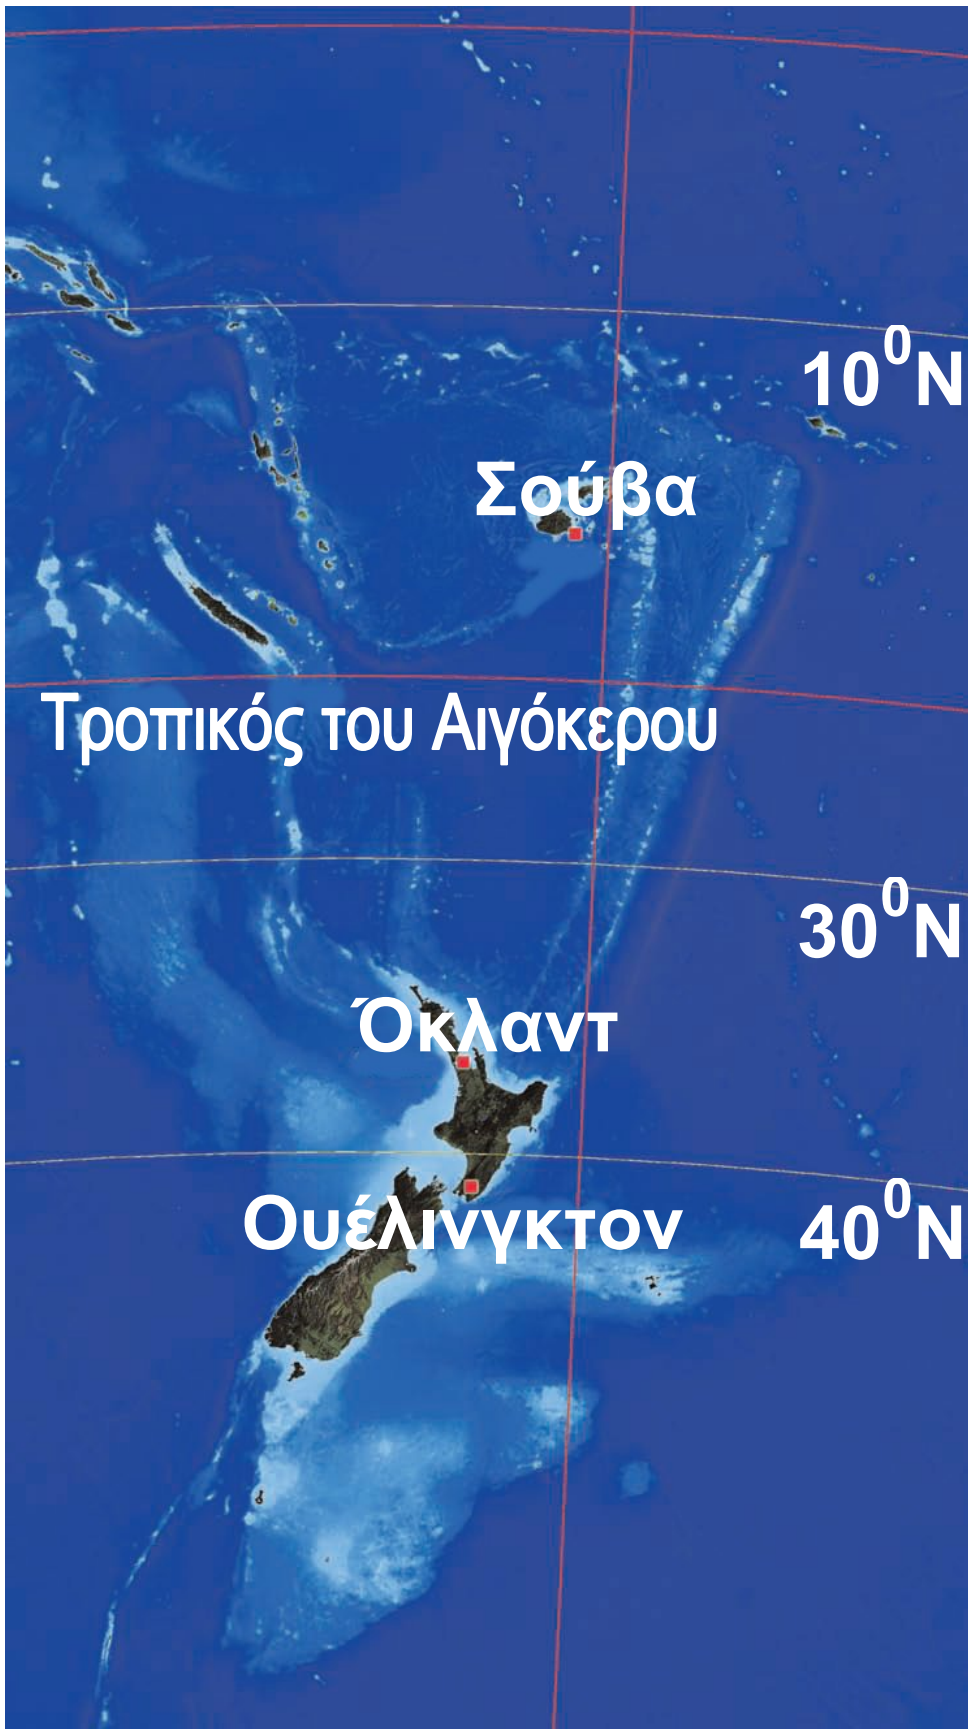 10⁰N
Σούβα
Τροπικός του Αιγόκερου
30⁰N
Όκλαντ
Ουέλινγκτον
40⁰N